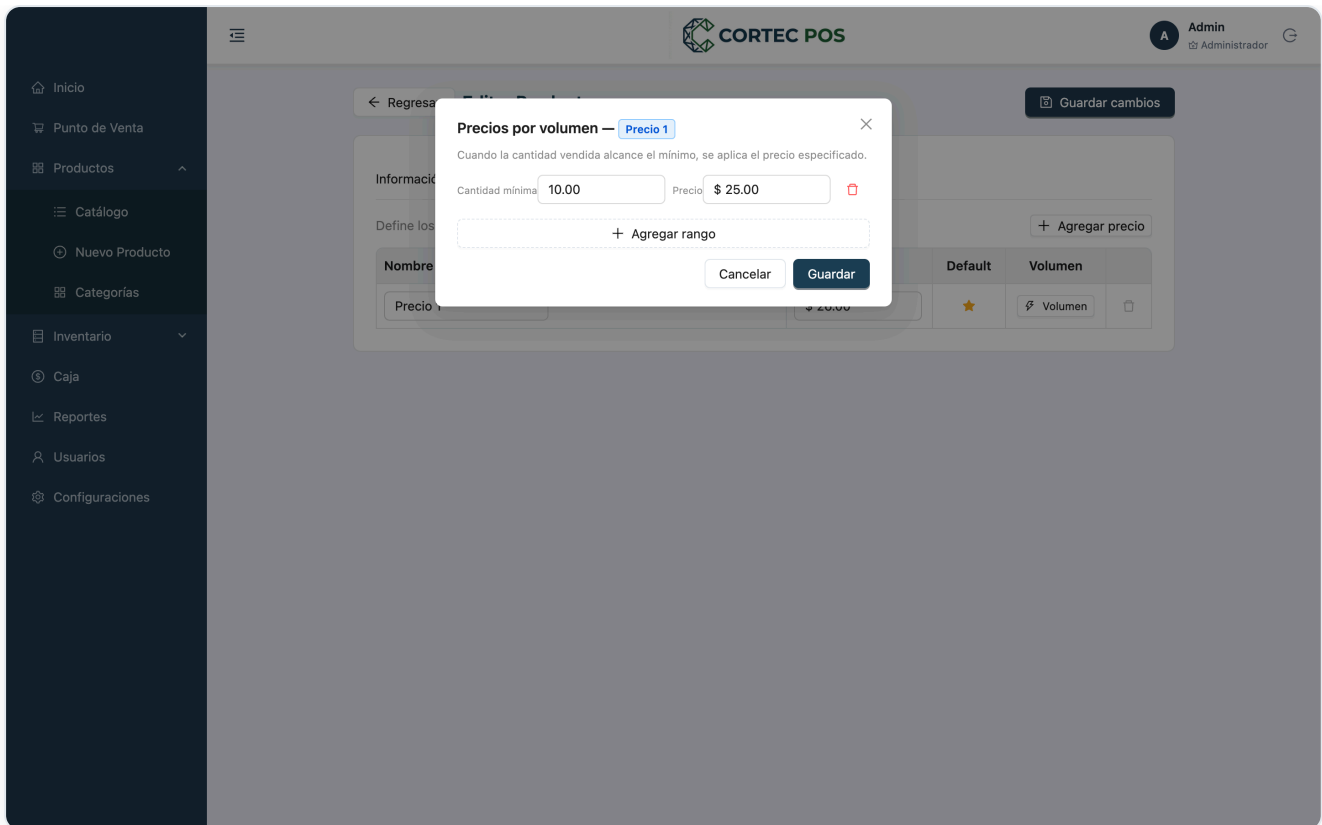 CORTEC POS
A
Admin
Administrador
Inicio
Punto de Venta
Productos
Catálogo
Nuevo Producto
Categorías
Inventario
Caja
Reportes
Usuarios
Configuraciones
Guardar cambios
Precios por volumen — Precio 1
Cuando la cantidad vendida alcance el mínimo, se aplica el precio especificado.
Cantidad mínima 10.00 Precio $ 25.00
+ Agregar rango
Cancelar Guardar
Define los
+ Agregar precio
Nombre Default Volumen
Precio 1 Volumen